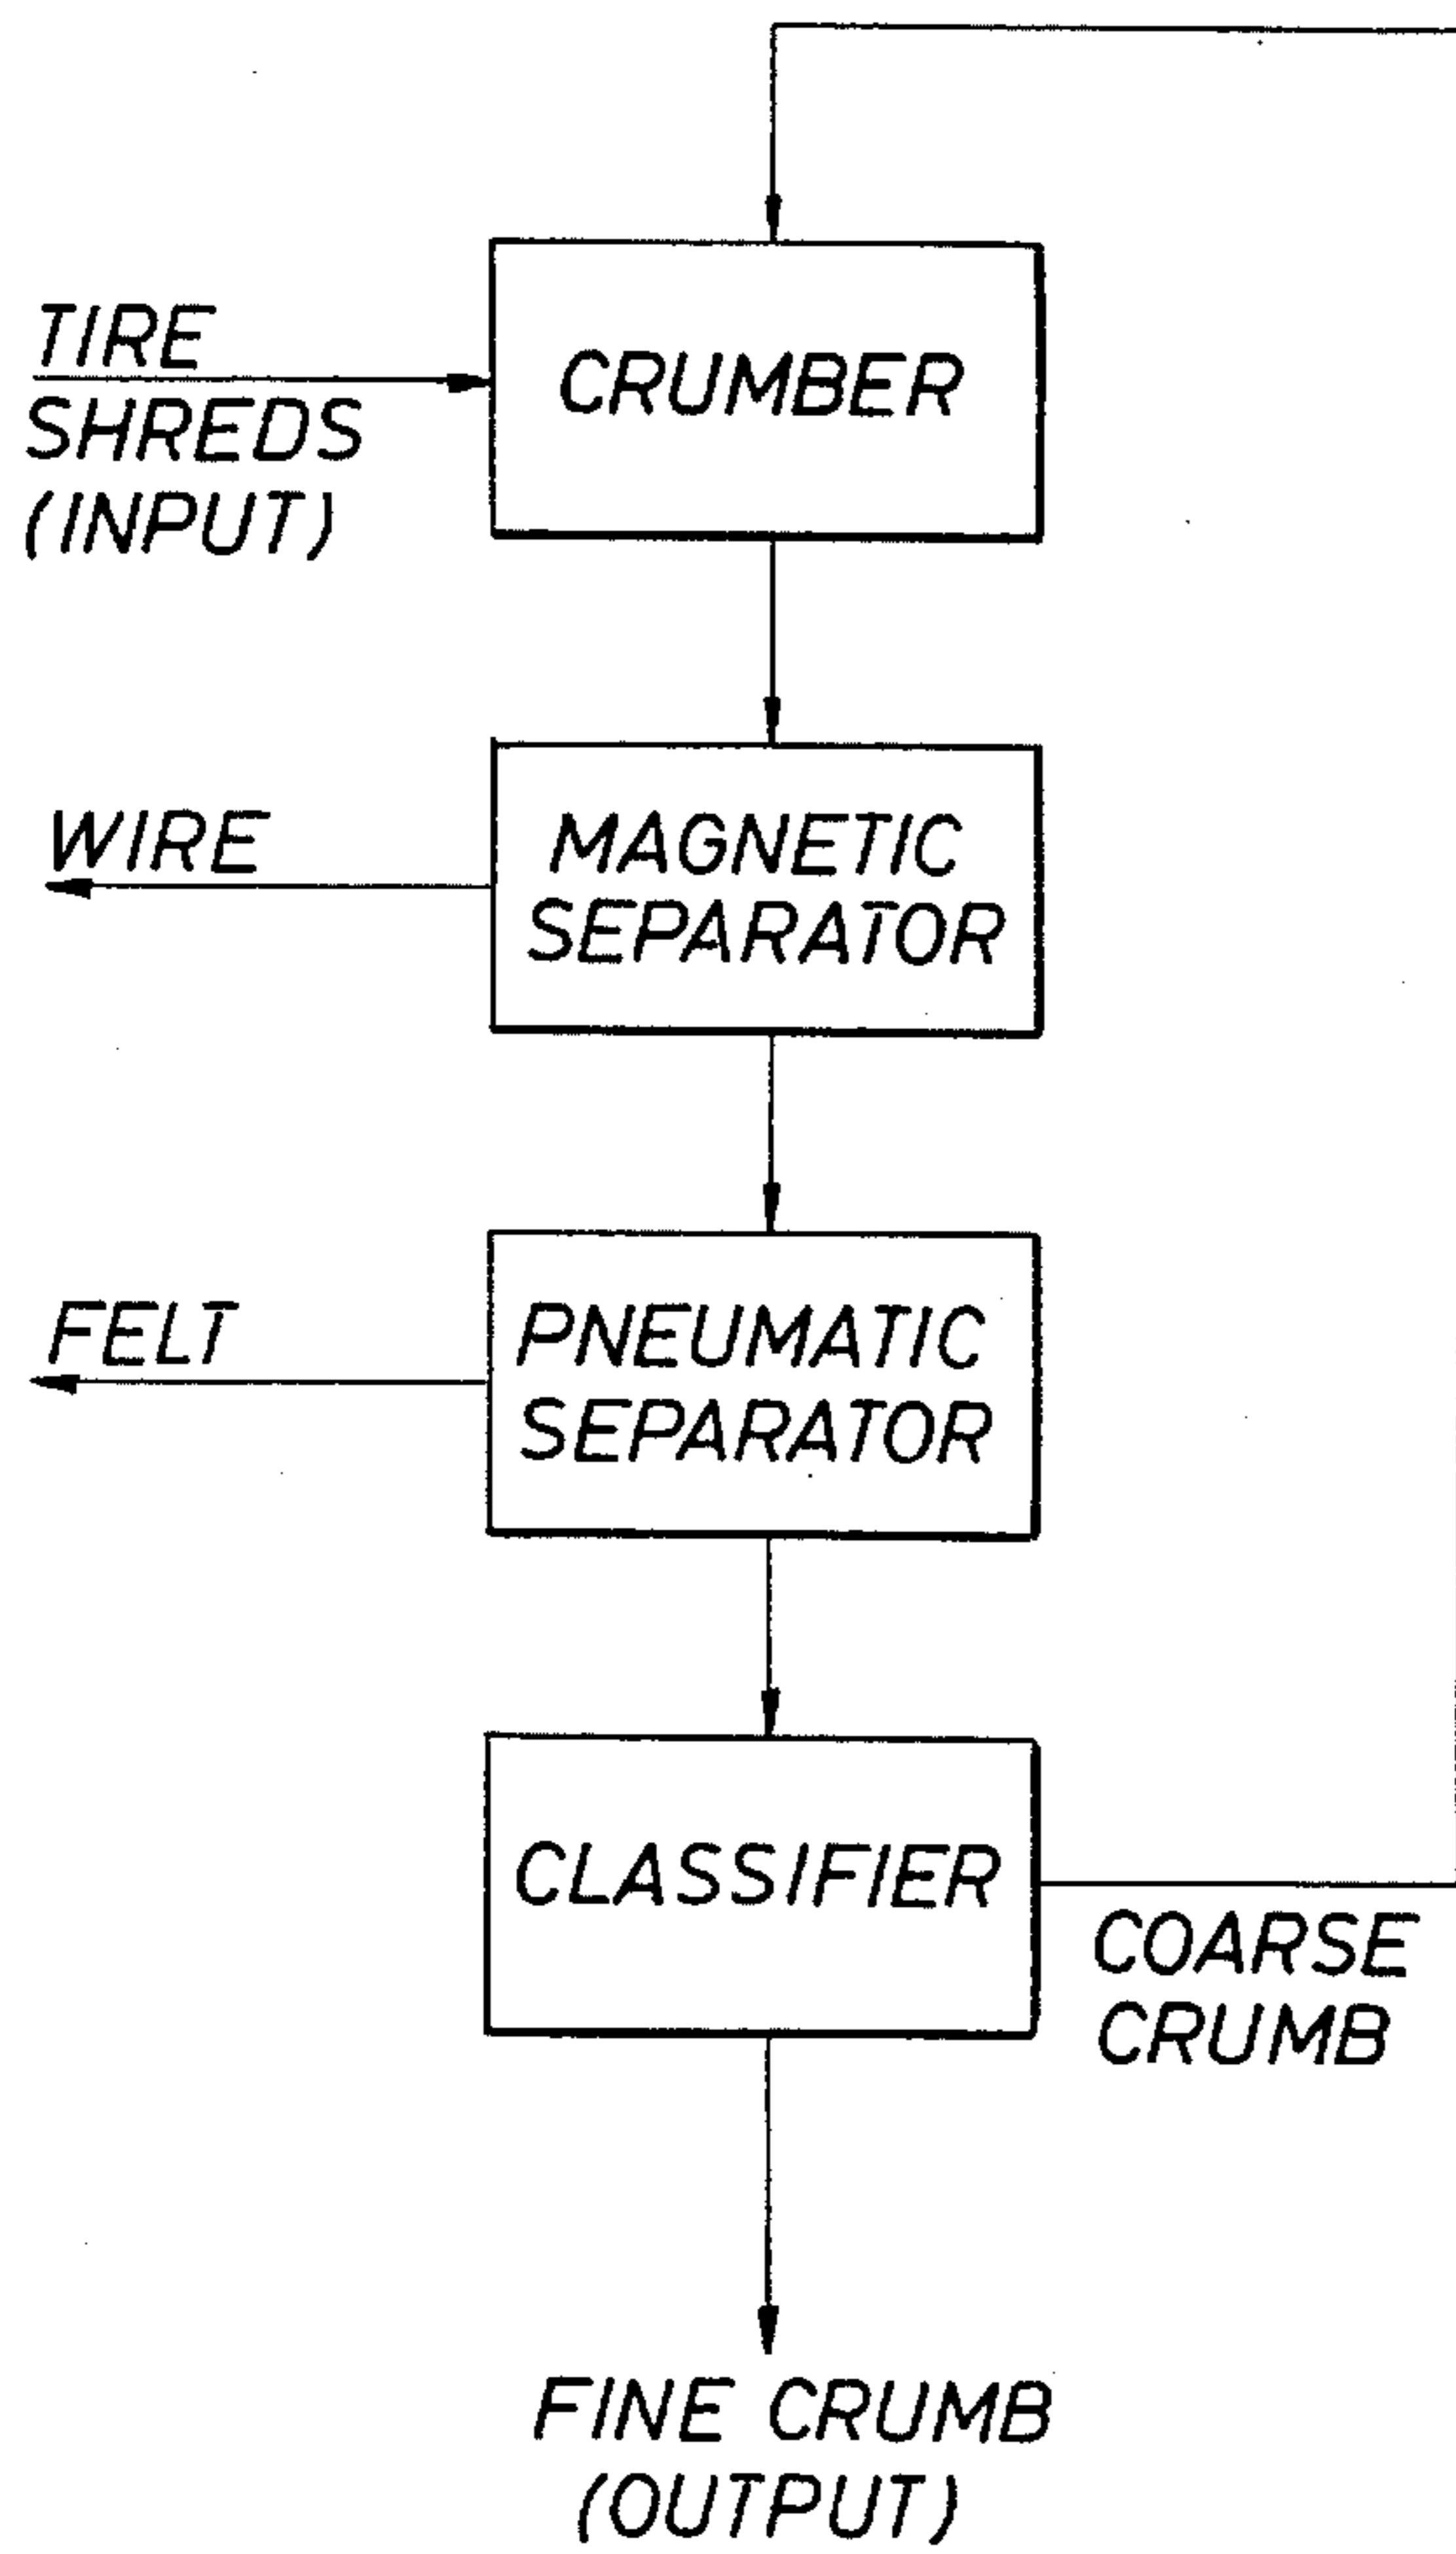 TIRE
SHREDS
(INPUT)
CRUMBER
WIRE
MAGNETIC
SEPARATOR
FELT
PNEUMATIC
SEPARATOR
CLASSIFIER
COARSE
CRUMB
FINE CRUMB
(OUTPUT)